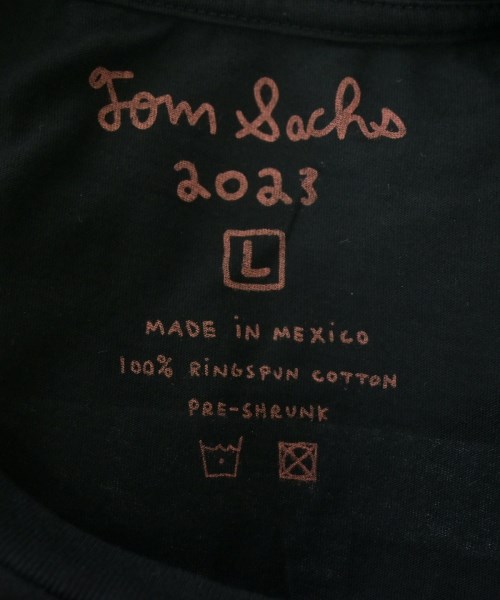 Tom Sachs
2023
L
MADE iN MEXiCO
100% RiNGSPUN COTTON
PRE-SHRUNK